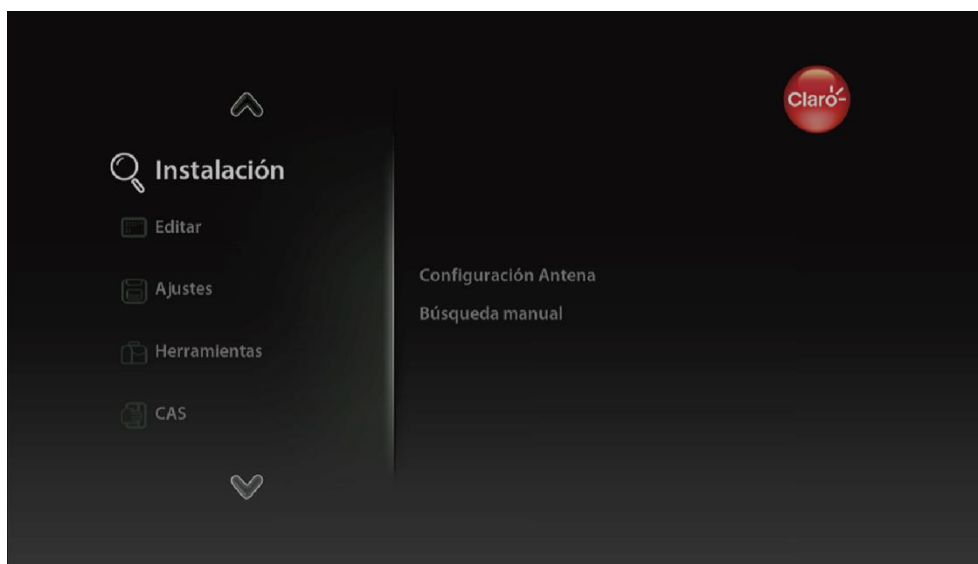 Claro-
Instalación
Editar
Ajustes
Herramientas
CAS
Configuración Antena
Búsqueda manual